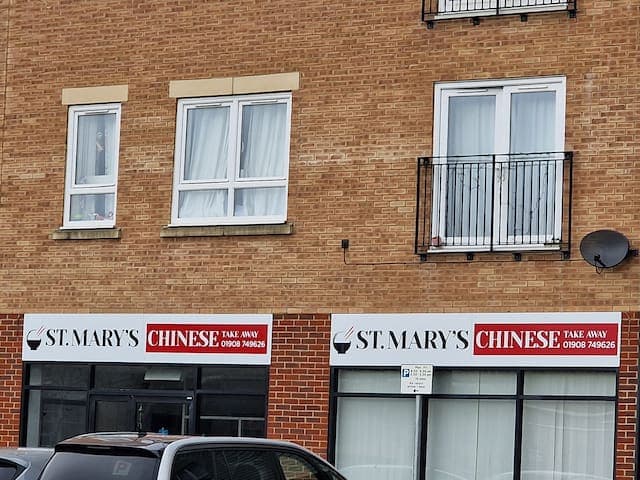 ST. MARY'S CHINESE TAKE AWAY
01908 749626
ST. MARY'S CHINESE TAKE AWAY
01908 749626
P